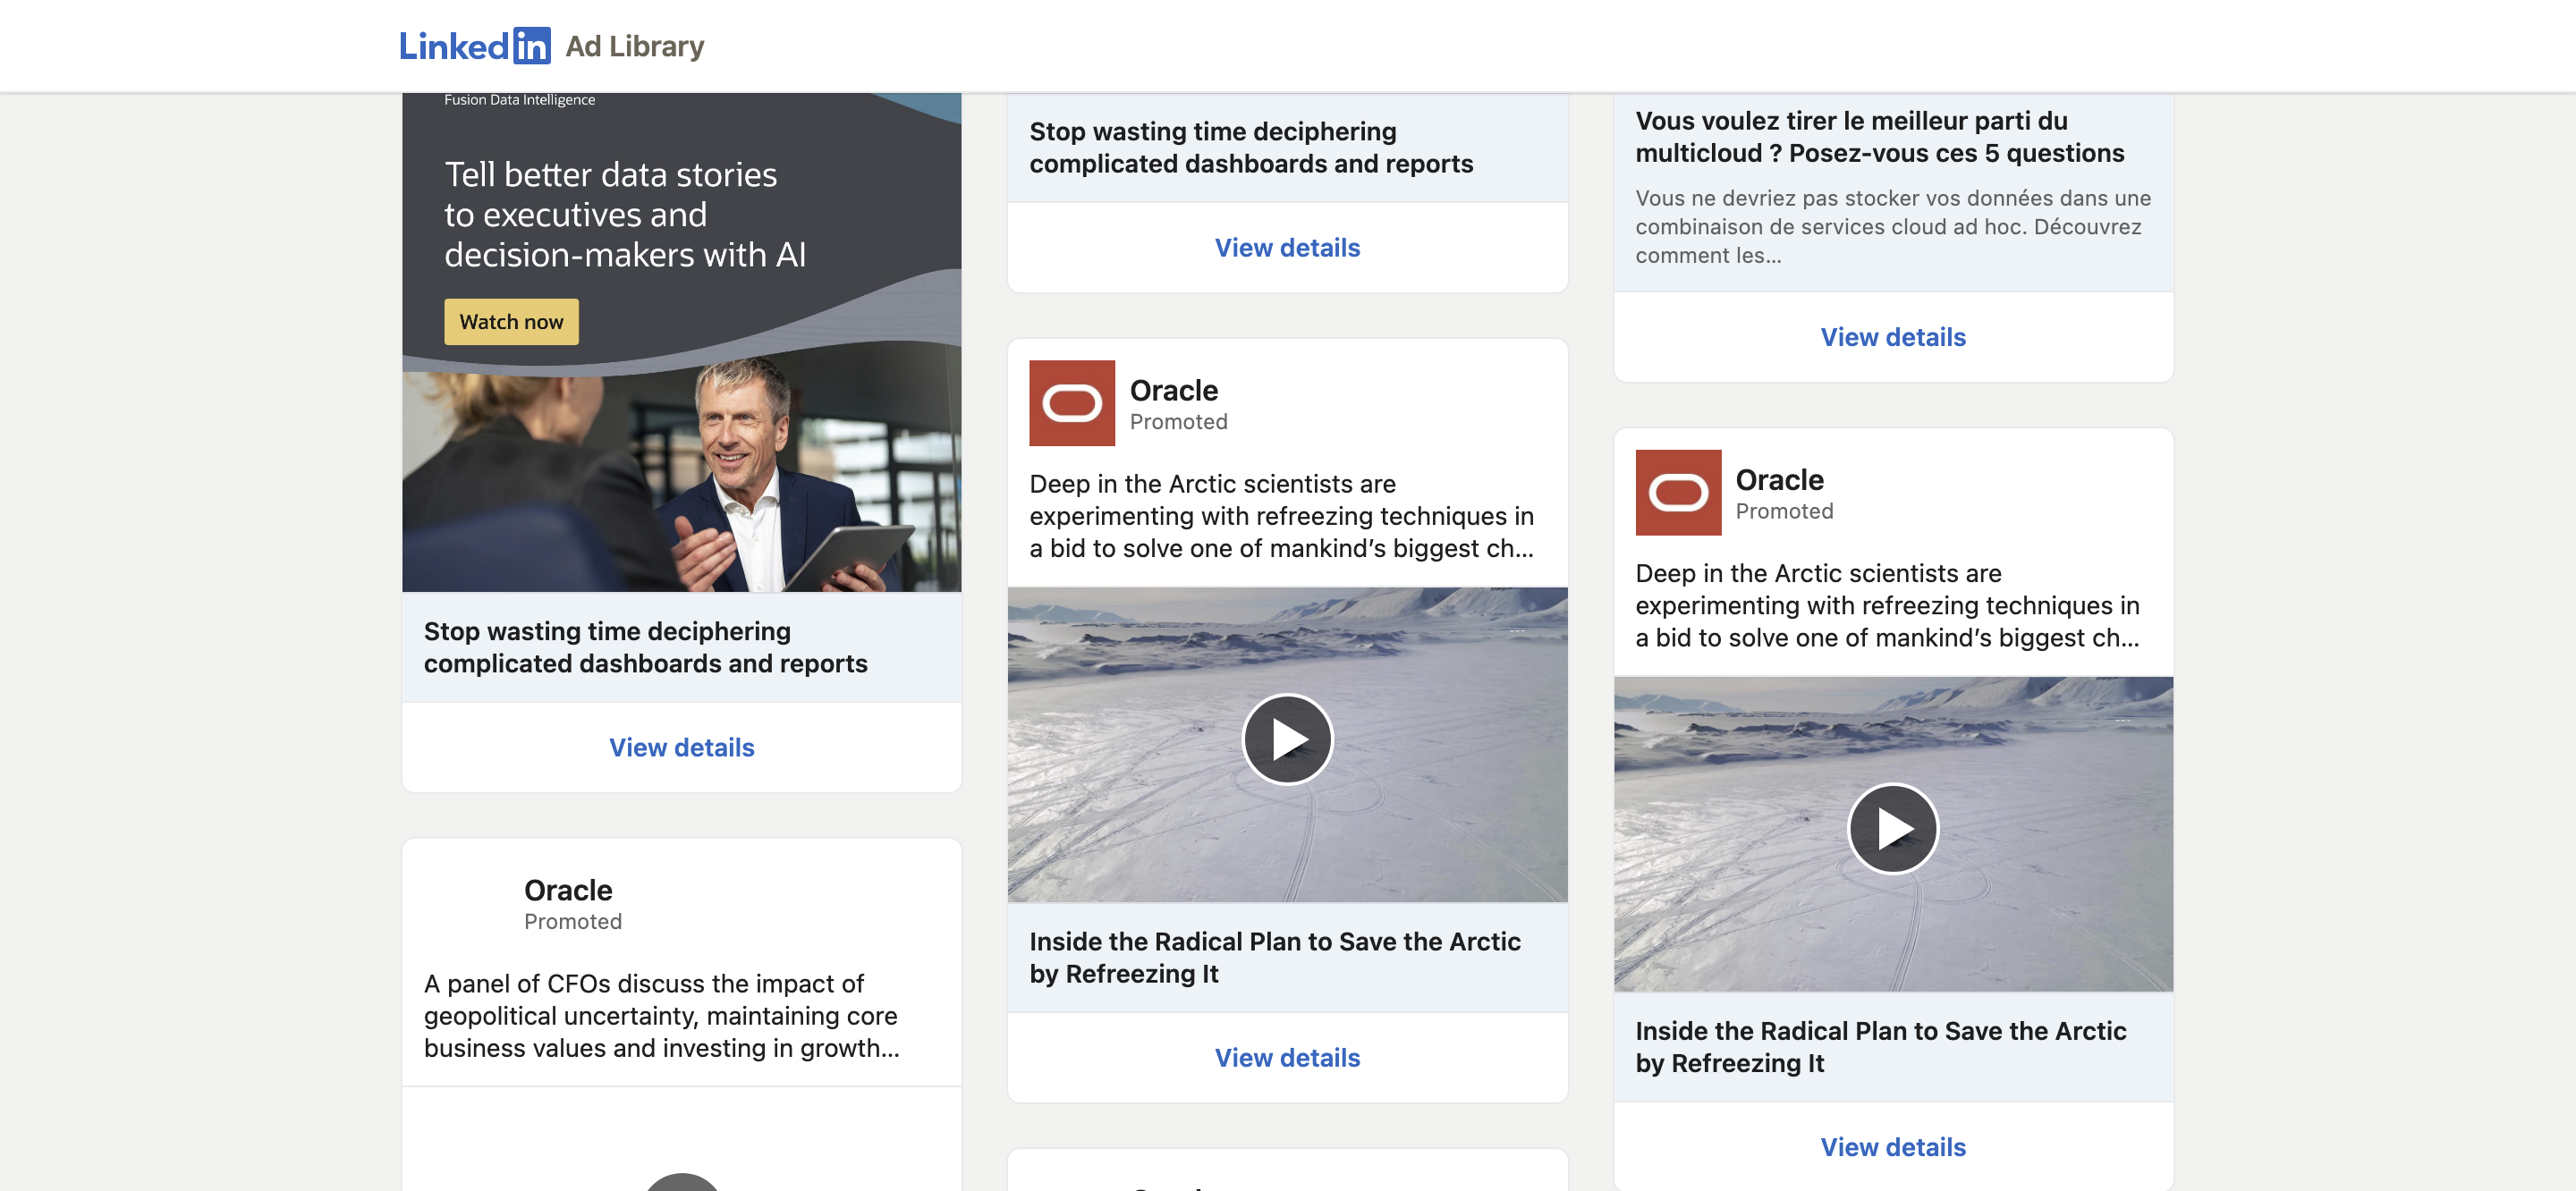 LinkedIn Ad Library
Fusion Data Intelligence
Tell better data stories
to executives and
decision-makers with AI
Watch now
Stop wasting time deciphering
complicated dashboards and reports
View details
Oracle
Promoted
A panel of CFOs discuss the impact of
geopolitical uncertainty, maintaining core
business values and investing in growth...
Stop wasting time deciphering
complicated dashboards and reports
View details
Oracle
Promoted
Deep in the Arctic scientists are
experimenting with refreezing techniques in
a bid to solve one of mankind’s biggest ch...
Inside the Radical Plan to Save the Arctic
by Refreezing It
View details
Vous voulez tirer le meilleur parti du
multicloud ? Posez-vous ces 5 questions
Vous ne devriez pas stocker vos données dans une
combinaison de services cloud ad hoc. Découvrez
comment les...
View details
Oracle
Promoted
Deep in the Arctic scientists are
experimenting with refreezing techniques in
a bid to solve one of mankind’s biggest ch...
Inside the Radical Plan to Save the Arctic
by Refreezing It
View details